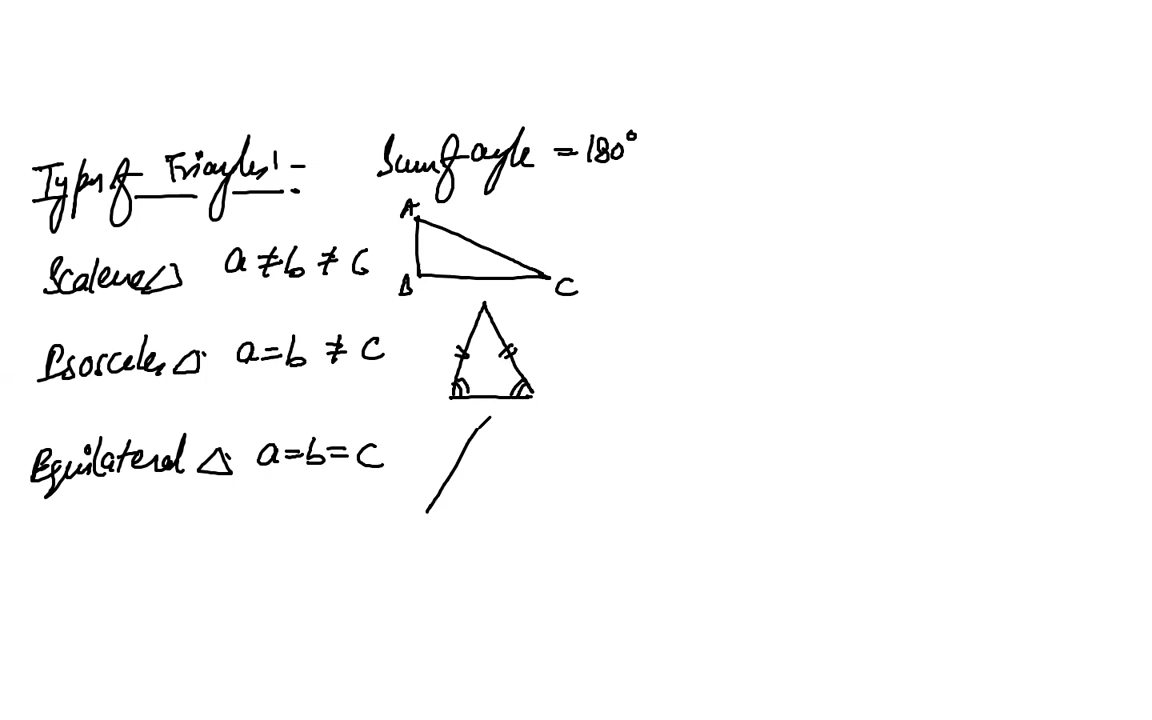 Types of Triangles :-
Sum of angle = 180°
A
Scalene △ a ≠ b ≠ c
B C
Isosceles △ a = b ≠ c
Equilateral △ a = b = c